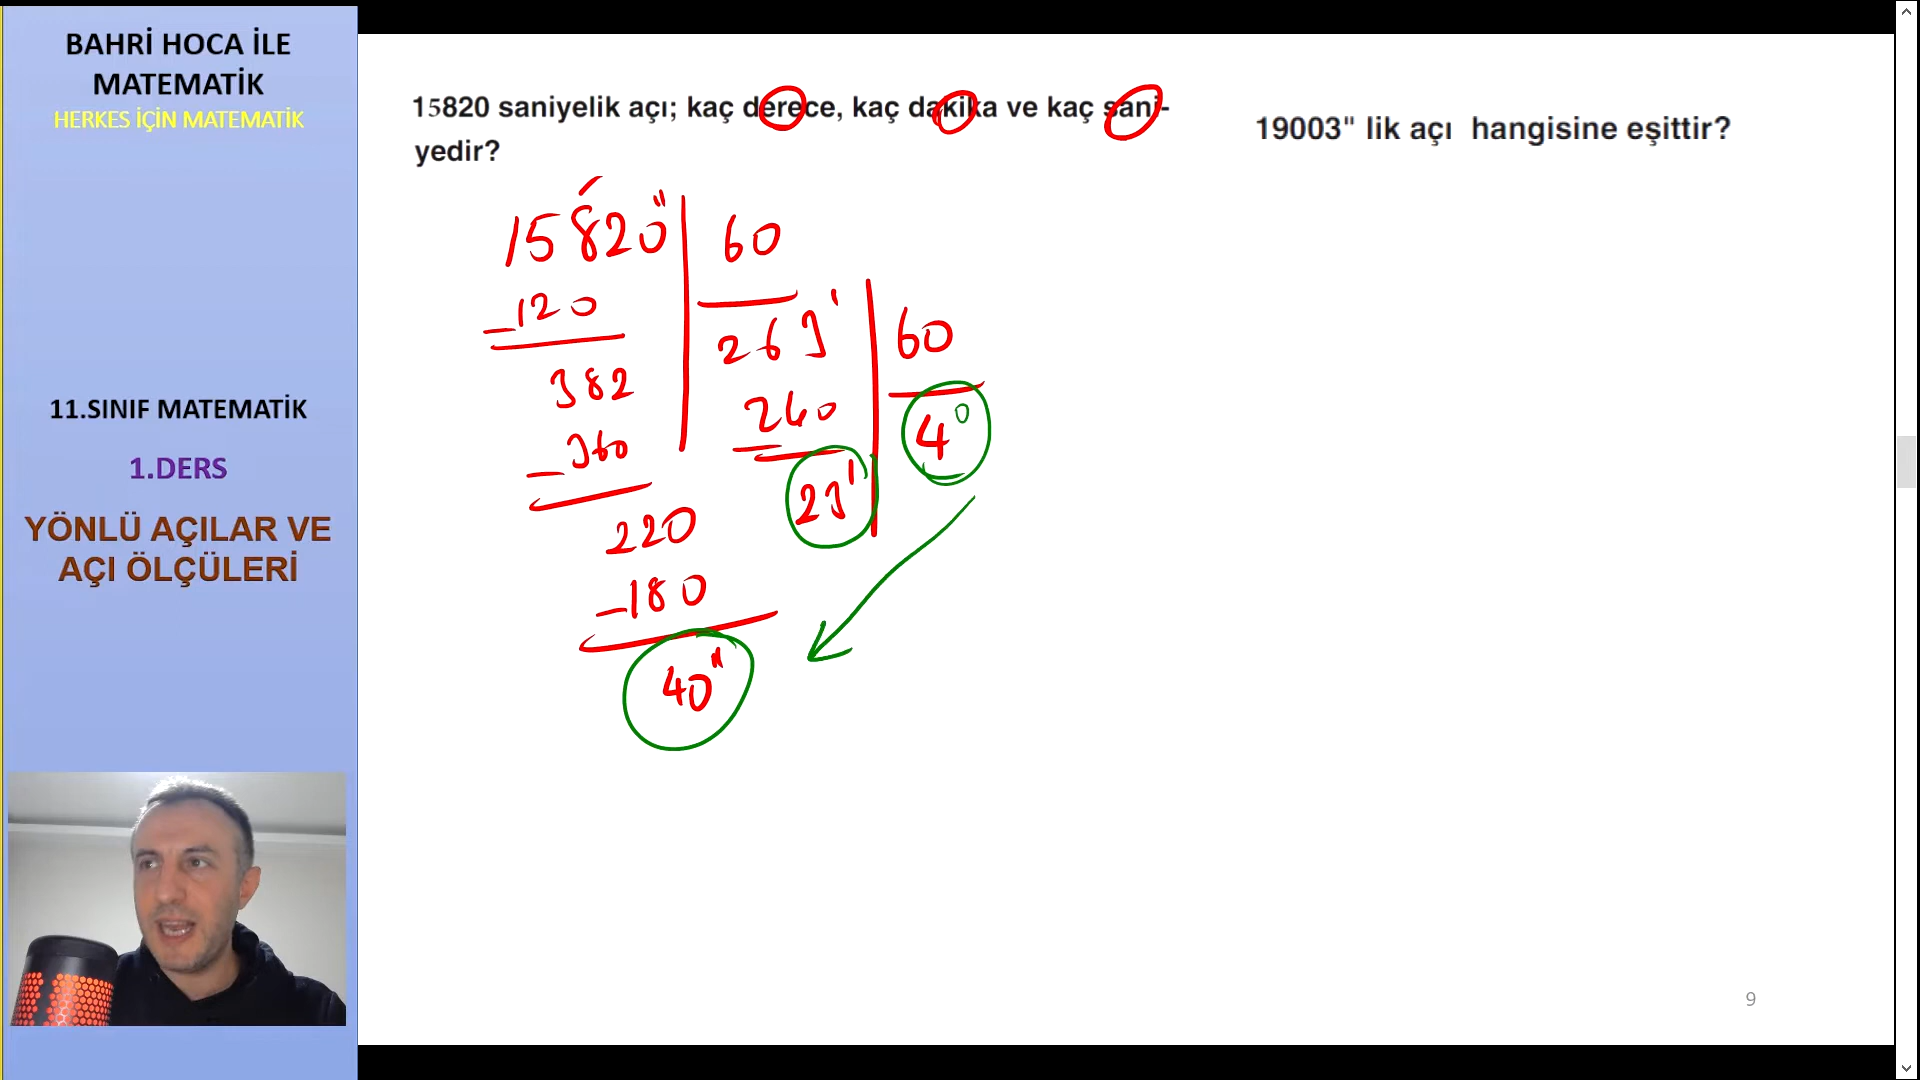 BAHRİ HOCA İLE
MATEMATİK
HERKES İÇİN MATEMATİK
11.SINIF MATEMATİK
1.DERS
YÖNLÜ AÇILAR VE
AÇI ÖLÇÜLERİ
15820 saniyelik açı; kaç derece, kaç dakika ve kaç sani-
yedir?
15820" 60
-120
382
-360
220
-180
40"
263' 60
240
23'
4°
19003" lik açı hangisine eşittir?
9